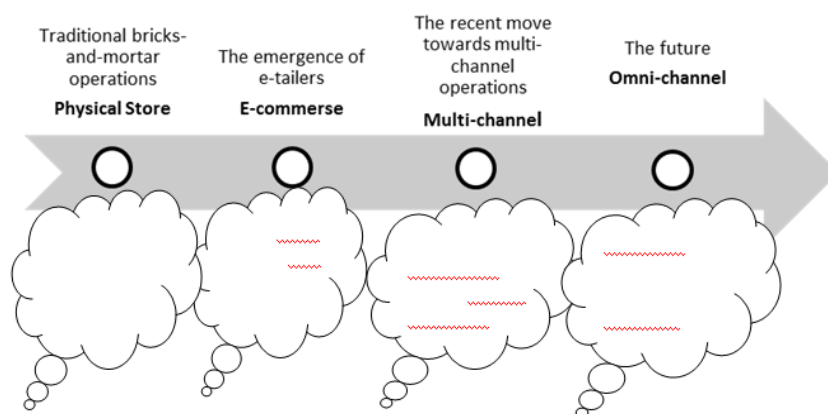 Traditional bricks-
and-mortar
operations
Physical Store
The emergence of
e-tailers
E-commerse
The recent move
towards multi-
channel
operations
Multi-channel
The future
Omni-channel